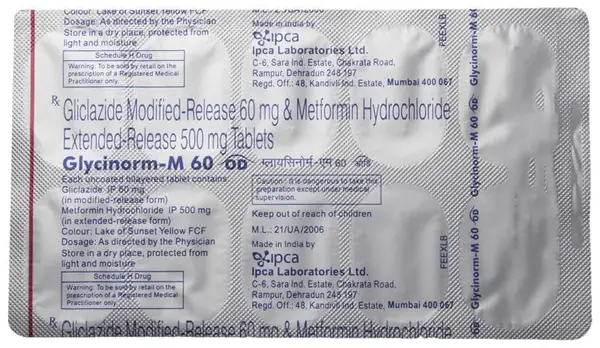 Colour: Lake of Sunset Yellow FCF
Dosage: As directed by the Physician
Store in a dry place, protected from
light and moisture
Schedule H Drug
Warning: To be sold by retail on the
prescription of a Registered Medical
Practitioner only.
M.L.: 21/UA/2006
Made in India by
ipca
Ipca Laboratories Ltd.
C-6, Sara Ind. Estate, Chakrata Road,
Rampur, Dehradun 248 197
Regd. Off.: 48, Kandivli Ind. Estate, Mumbai 400 067
FEEXLB
Glycinorm-M 60 OD
Rx Gliclazide Modified-Release 60 mg & Metformin Hydrochloride
Extended-Release 500 mg Tablets
Glycinorm-M 60 OD ग्लायसिनोर्म-एम 60 ओडि
Each uncoated bilayered tablet contains:
Gliclazide IP 60 mg
(in modified-release form)
Metformin Hydrochloride IP 500 mg
(in extended-release form)
Colour: Lake of Sunset Yellow FCF
Dosage: As directed by the Physician
Store in a dry place, protected from
light and moisture
Schedule H Drug
Warning: To be sold by retail on the
prescription of a Registered Medical
Practitioner only.
Caution : It is dangerous to take this
preparation except under medical
supervision.
Keep out of reach of children
M.L.: 21/UA/2006
Made in India by
ipca
Ipca Laboratories Ltd.
C-6, Sara Ind. Estate, Chakrata Road,
Rampur, Dehradun 248 197
Regd. Off.: 48, Kandivli Ind. Estate, Mumbai 400 067
FEEXLB
Glycinorm-M 60 OD
Rx Gliclazide Modified-Release 60 mg & Metformin Hydrochloride